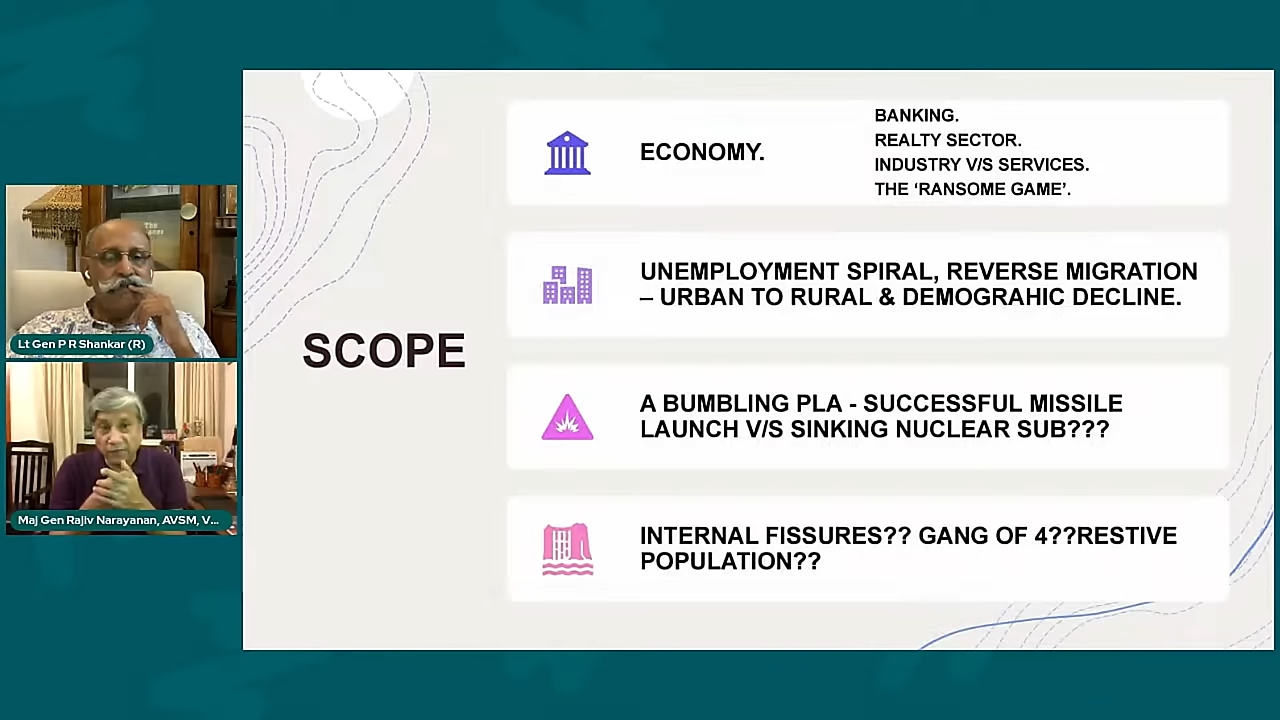 SCOPE
ECONOMY.
BANKING.
REALTY SECTOR.
INDUSTRY V/S SERVICES.
THE ‘RANSOME GAME’.
UNEMPLOYMENT SPIRAL, REVERSE MIGRATION
– URBAN TO RURAL & DEMOGRAHIC DECLINE.
A BUMBLING PLA - SUCCESSFUL MISSILE
LAUNCH V/S SINKING NUCLEAR SUB???
INTERNAL FISSURES?? GANG OF 4??RESTIVE
POPULATION??
Lt Gen P R Shankar (R)
Maj Gen Rajiv Narayanan, AVSM, V...